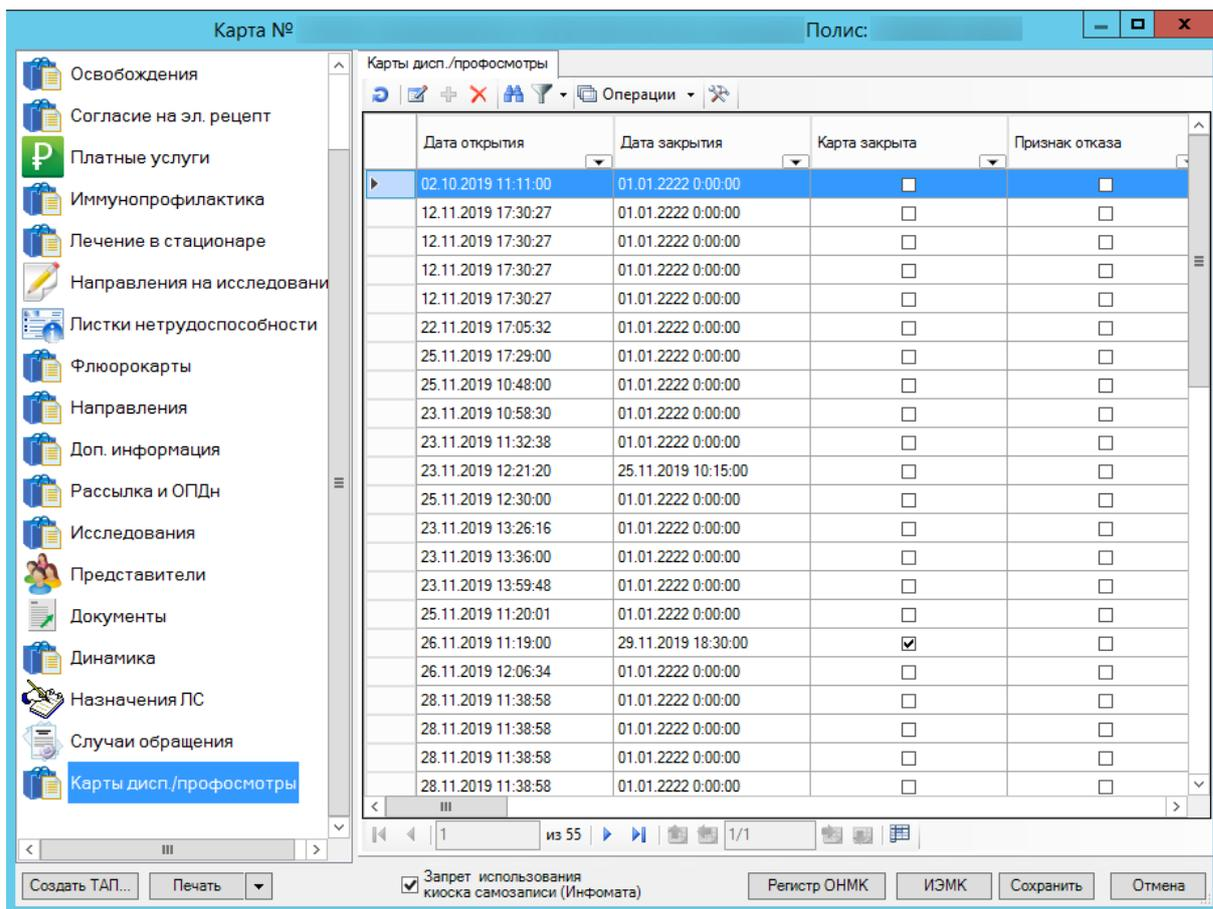 Карта №
Полис:
Освобождения
Согласие на эл. рецепт
Платные услуги
Иммунопрофилактика
Лечение в стационаре
Направления на исследовани
Листки нетрудоспособности
Флюорокарты
Направления
Доп. информация
Рассылка и ОПДн
Исследования
Представители
Документы
Динамика
Назначения ЛС
Случаи обращения
Карты дисп./профосмотры
Карты дисп./профосмотры
Операции
Дата открытия Дата закрытия Карта закрыта Признак отказа
02.10.2019 11:11:00 01.01.2222 0:00:00
12.11.2019 17:30:27 01.01.2222 0:00:00
12.11.2019 17:30:27 01.01.2222 0:00:00
12.11.2019 17:30:27 01.01.2222 0:00:00
12.11.2019 17:30:27 01.01.2222 0:00:00
22.11.2019 17:05:32 01.01.2222 0:00:00
25.11.2019 17:29:00 01.01.2222 0:00:00
25.11.2019 10:48:00 01.01.2222 0:00:00
23.11.2019 10:58:30 01.01.2222 0:00:00
23.11.2019 11:32:38 01.01.2222 0:00:00
23.11.2019 12:21:20 25.11.2019 10:15:00
25.11.2019 12:30:00 01.01.2222 0:00:00
23.11.2019 13:26:16 01.01.2222 0:00:00
23.11.2019 13:36:00 01.01.2222 0:00:00
23.11.2019 13:59:48 01.01.2222 0:00:00
25.11.2019 11:20:01 01.01.2222 0:00:00
26.11.2019 11:19:00 29.11.2019 18:30:00
26.11.2019 12:06:34 01.01.2222 0:00:00
28.11.2019 11:38:58 01.01.2222 0:00:00
28.11.2019 11:38:58 01.01.2222 0:00:00
28.11.2019 11:38:58 01.01.2222 0:00:00
28.11.2019 11:38:58 01.01.2222 0:00:00
1 из 55 1/1
Создать ТАП... Печать
Запрет использования
киоска самозаписи (Инфомата)
Регистр ОНМК ИЭМК Сохранить Отмена